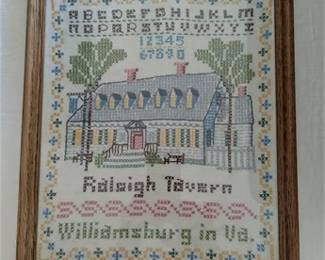 ABCDEFGHIJKLM
NOPQRSTUVWXYZ
12345
67890
Raleigh Tavern
Williamsburg in Va.